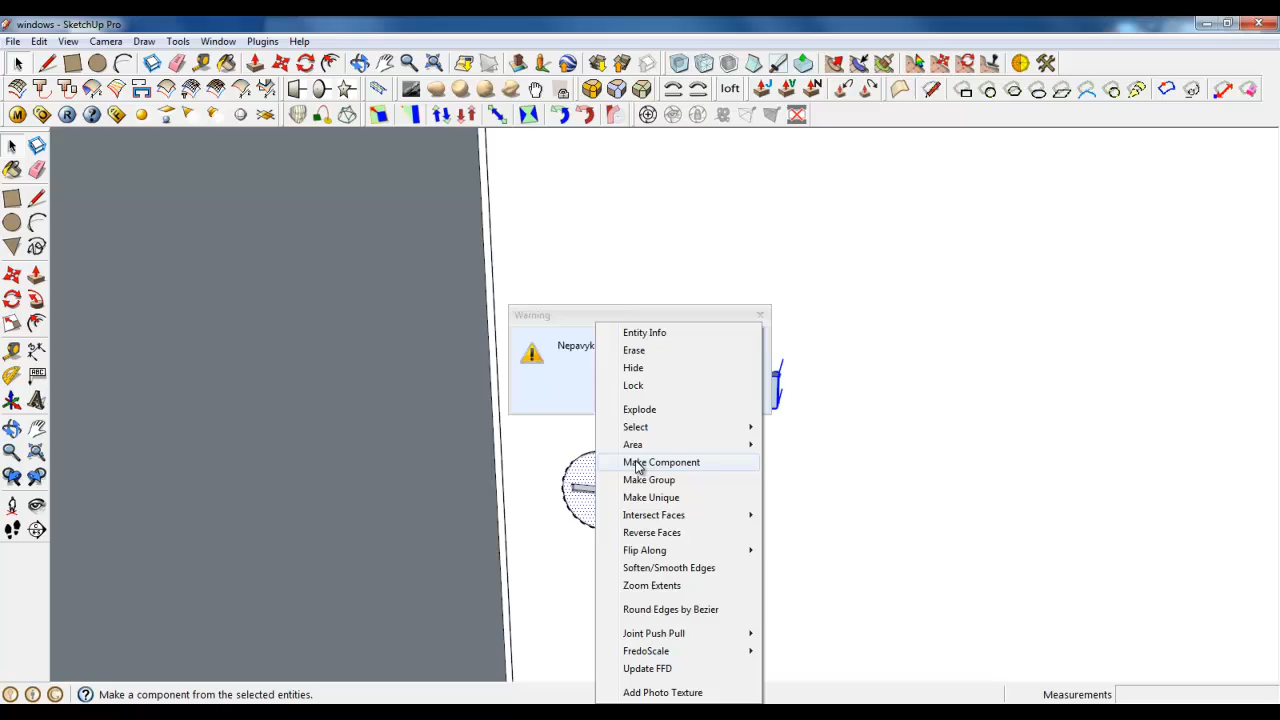 windows - SketchUp Pro
File Edit View Camera Draw Tools Window Plugins Help
loft
M Q R ?
ABC
Warning
Nepavyk
Entity Info
Erase
Hide
Lock
Explode
Select
Area
Make Component
Make Group
Make Unique
Intersect Faces
Reverse Faces
Flip Along
Soften/Smooth Edges
Zoom Extents
Round Edges by Bezier
Joint Push Pull
FredoScale
Update FFD
Add Photo Texture
Make a component from the selected entities.
Measurements